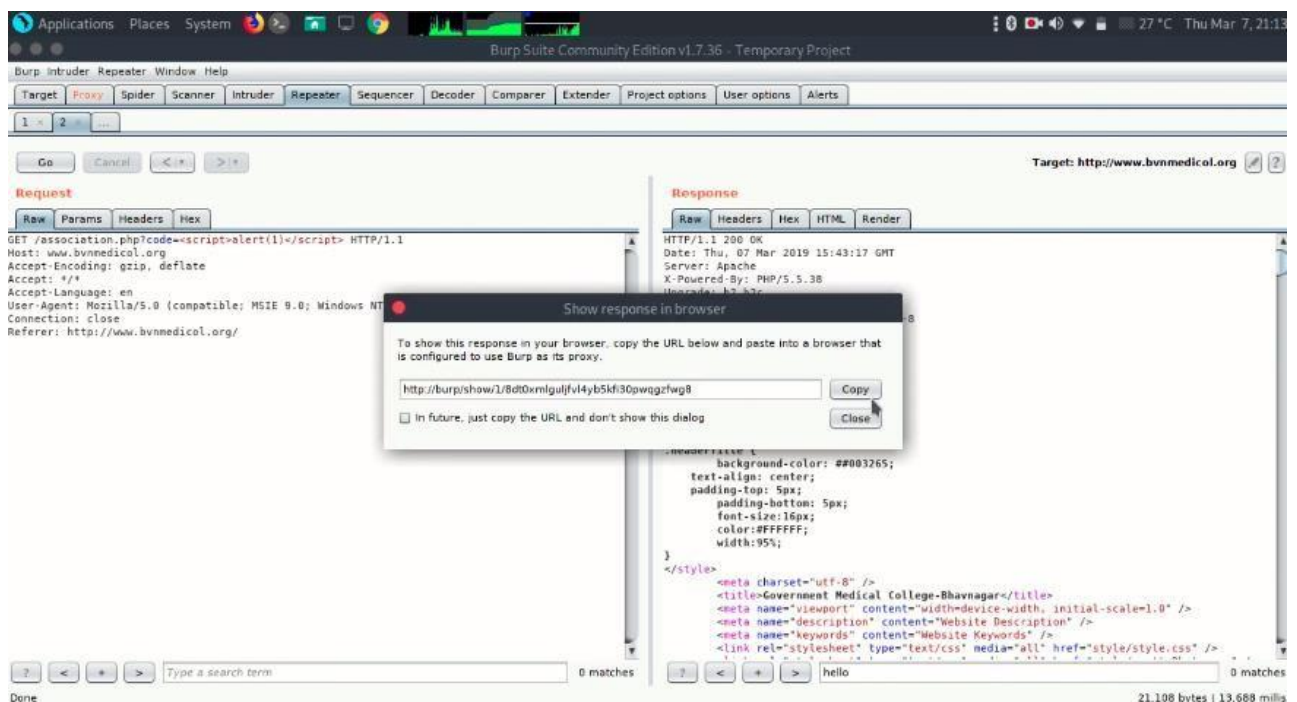 Applications Places System 27 °C Thu Mar 7, 21:13
Burp Suite Community Edition v1.7.36 - Temporary Project
Burp Intruder Repeater Window Help
Target Proxy Spider Scanner Intruder Repeater Sequencer Decoder Comparer Extender Project options User options Alerts
1 × 2 × ...
Go Cancel < > Target: http://www.bvnmedicol.org ?
Request
Raw Params Headers Hex
GET /association.php?code=<script>alert(1)</script> HTTP/1.1
Host: www.bvnmedicol.org
Accept-Encoding: gzip, deflate
Accept: */*
Accept-Language: en
User-Agent: Mozilla/5.0 (compatible; MSIE 9.0; Windows NT
Connection: close
Referer: http://www.bvnmedicol.org/
Response
Raw Headers Hex HTML Render
HTTP/1.1 200 OK
Date: Thu, 07 Mar 2019 15:43:17 GMT
Server: Apache
X-Powered-By: PHP/5.5.38
Upgrade: h2,h2c
-8
Show response in browser
To show this response in your browser, copy the URL below and paste into a browser that
is configured to use Burp as its proxy.
Copy
In future, just copy the URL and don't show this dialog
Close
.headerTitle {
background-color: ##003265;
text-align: center;
padding-top: 5px;
padding-bottom: 5px;
font-size:16px;
color:#FFFFFF;
width:95%;
}
</style>
<meta charset="utf-8" />
<title>Government Medical College-Bhavnagar</title>
<meta name="viewport" content="width=device-width, initial-scale=1.0" />
<meta name="description" content="Website Description" />
<meta name="keywords" content="Website Keywords" />
<link rel="stylesheet" type="text/css" media="all" href="style/style.css" />
? < + > Type a search term 0 matches
? < + > hello 0 matches
Done
21,108 bytes | 13,688 millis